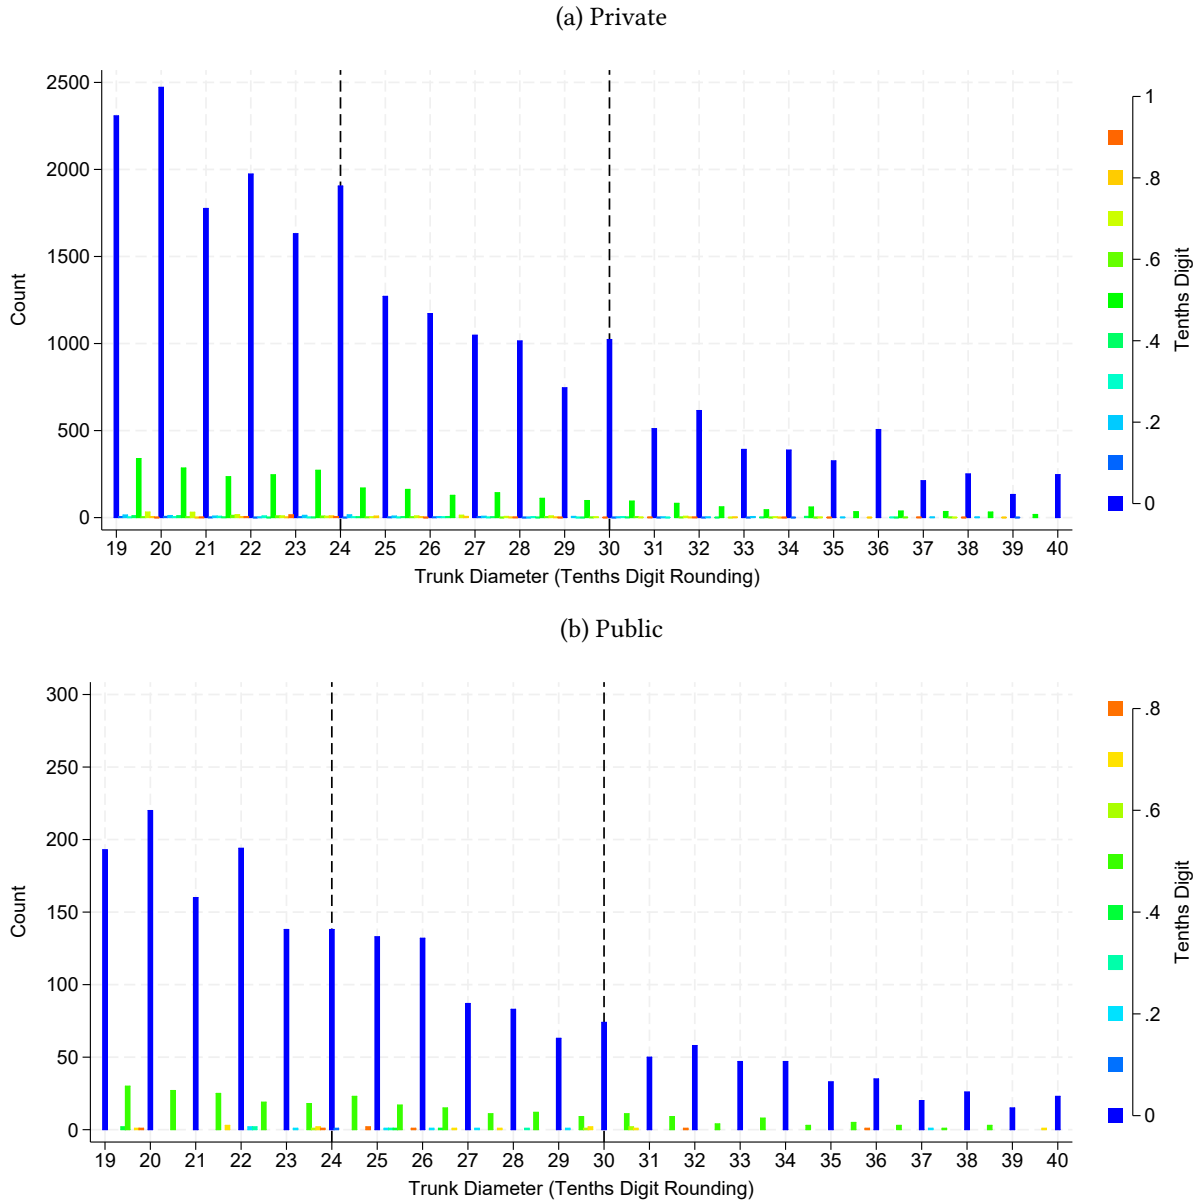 (a) Private
2500
2000
1500
1000
500
0
Count
19 20 21 22 23 24 25 26 27 28 29 30 31 32 33 34 35 36 37 38 39 40
Trunk Diameter (Tenths Digit Rounding)
1
.8
.6
.4
.2
0
Tenths Digit
(b) Public
300
250
200
150
100
50
0
Count
19 20 21 22 23 24 25 26 27 28 29 30 31 32 33 34 35 36 37 38 39 40
Trunk Diameter (Tenths Digit Rounding)
.8
.6
.4
.2
0
Tenths Digit